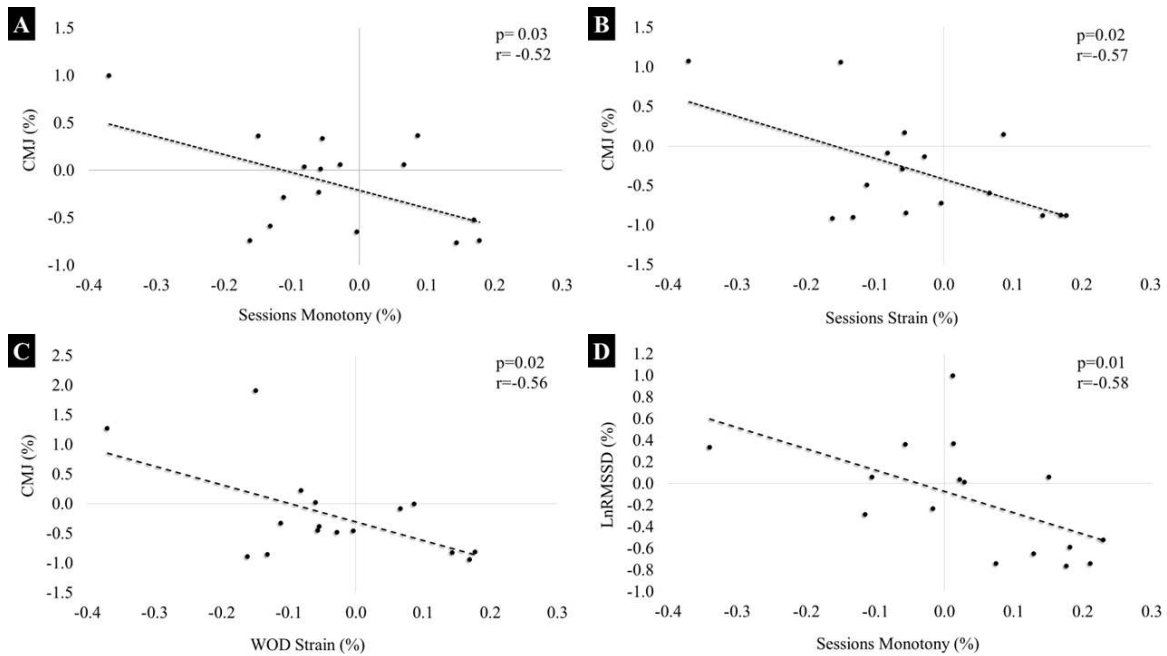 A
p= 0.03
r= -0.52
CMJ (%)
1.5
1.0
0.5
0.0
-0.5
-1.0
-0.4 -0.3 -0.2 -0.1 0.0 0.1 0.2 0.3
Sessions Monotony (%)
B
p=0.02
r=-0.57
CMJ (%)
1.5
1.0
0.5
0.0
-0.5
-1.0
-1.5
-0.4 -0.3 -0.2 -0.1 0.0 0.1 0.2 0.3
Sessions Strain (%)
C
p=0.02
r=-0.56
CMJ (%)
2.5
2.0
1.5
1.0
0.5
0.0
-0.5
-1.0
-1.5
-0.4 -0.3 -0.2 -0.1 0.0 0.1 0.2 0.3
WOD Strain (%)
D
p=0.01
r=-0.58
LnRMSSD (%)
1.2
1.0
0.8
0.6
0.4
0.2
0.0
-0.2
-0.4
-0.6
-0.8
-1.0
-0.4 -0.3 -0.2 -0.1 0.0 0.1 0.2 0.3
Sessions Monotony (%)